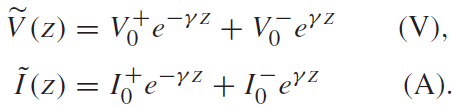 Ṽ(z) = V₀⁺e^{−γz} + V₀⁻e^{γz} (V),
Ĩ(z) = I₀⁺e^{−γz} + I₀⁻e^{γz} (A).